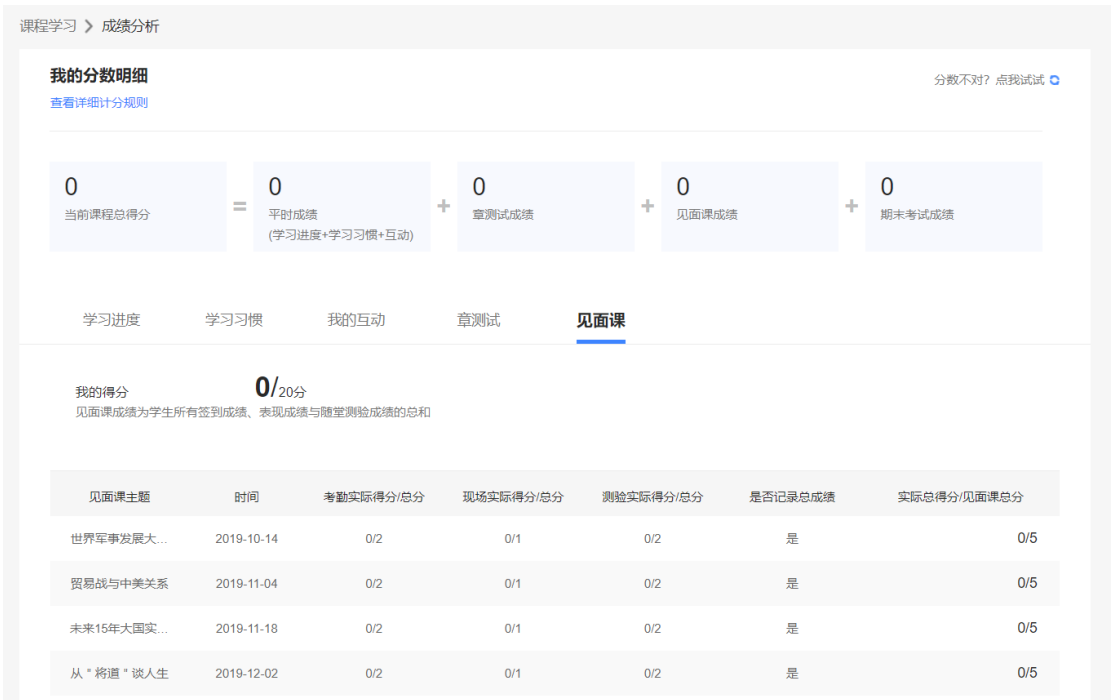 课程学习 > 成绩分析
我的分数明细
分数不对？点我试试
查看详细计分规则
0
当前课程总得分
=
0
平时成绩
(学习进度+学习习惯+互动)
+
0
章测试成绩
+
0
见面课成绩
+
0
期末考试成绩
学习进度 学习习惯 我的互动 章测试 见面课
我的得分 0/20分
见面课成绩为学生所有签到成绩、表现成绩与随堂测验成绩的总和
见面课主题 时间 考勤实际得分/总分 现场实际得分/总分 测验实际得分/总分 是否记录总成绩 实际总得分/见面课总分
世界军事发展大... 2019-10-14 0/2 0/1 0/2 是 0/5
贸易战与中美关系 2019-11-04 0/2 0/1 0/2 是 0/5
未来15年大国实... 2019-11-18 0/2 0/1 0/2 是 0/5
从＂将道＂谈人生 2019-12-02 0/2 0/1 0/2 是 0/5